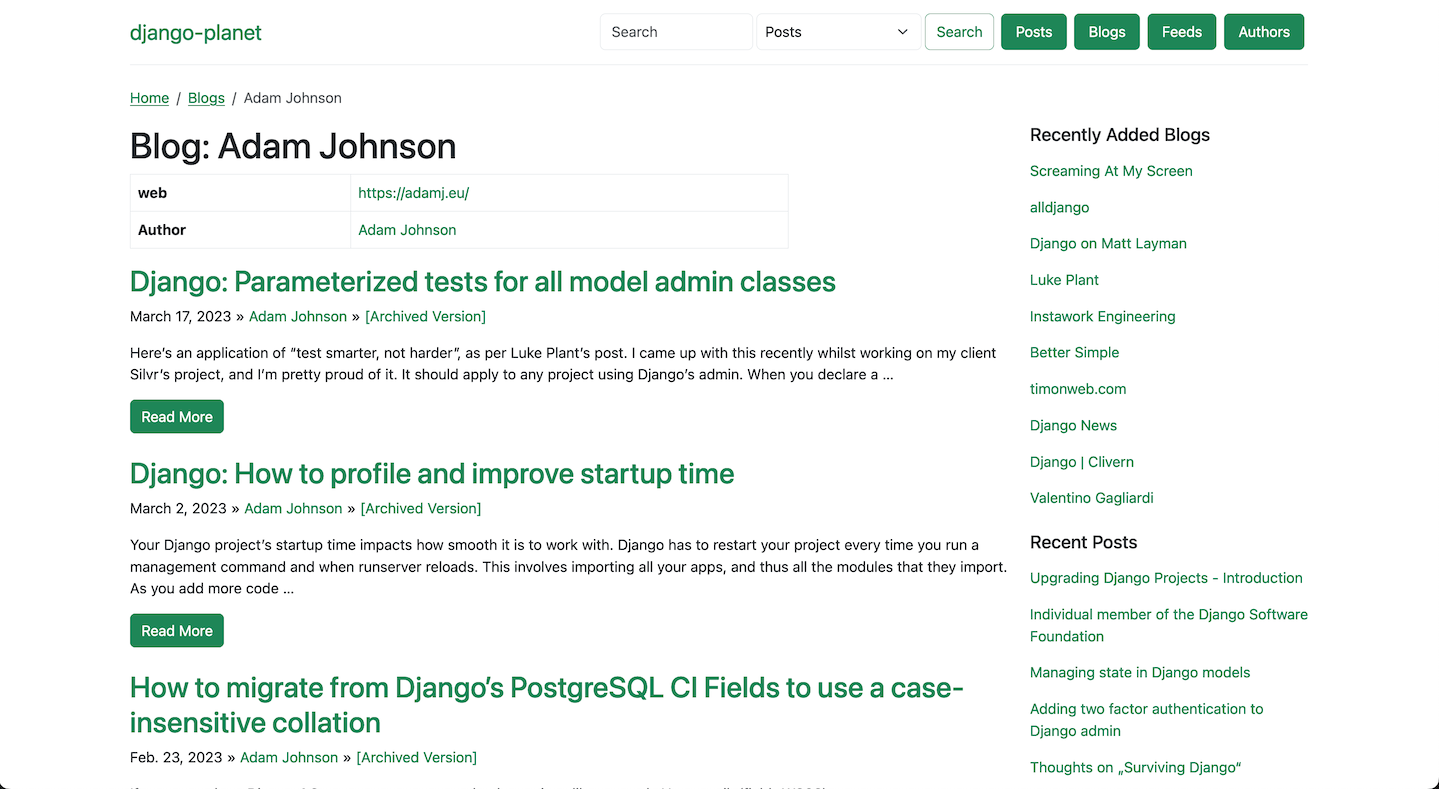 django-planet
Search
Posts
Search
Posts
Blogs
Feeds
Authors
Home / Blogs / Adam Johnson
Blog: Adam Johnson
web https://adamj.eu/
Author Adam Johnson
Django: Parameterized tests for all model admin classes
March 17, 2023 » Adam Johnson » [Archived Version]
Here’s an application of “test smarter, not harder”, as per Luke Plant’s post. I came up with this recently whilst working on my client
Silvr’s project, and I’m pretty proud of it. It should apply to any project using Django’s admin. When you declare a …
Read More
Django: How to profile and improve startup time
March 2, 2023 » Adam Johnson » [Archived Version]
Your Django project’s startup time impacts how smooth it is to work with. Django has to restart your project every time you run a
management command and when runserver reloads. This involves importing all your apps, and thus all the modules that they import.
As you add more code …
Read More
How to migrate from Django’s PostgreSQL CI Fields to use a case-
insensitive collation
Feb. 23, 2023 » Adam Johnson » [Archived Version]
Recently Added Blogs
Screaming At My Screen
alldjango
Django on Matt Layman
Luke Plant
Instawork Engineering
Better Simple
timonweb.com
Django News
Django | Clivern
Valentino Gagliardi
Recent Posts
Upgrading Django Projects - Introduction
Individual member of the Django Software
Foundation
Managing state in Django models
Adding two factor authentication to
Django admin
Thoughts on „Surviving Django“